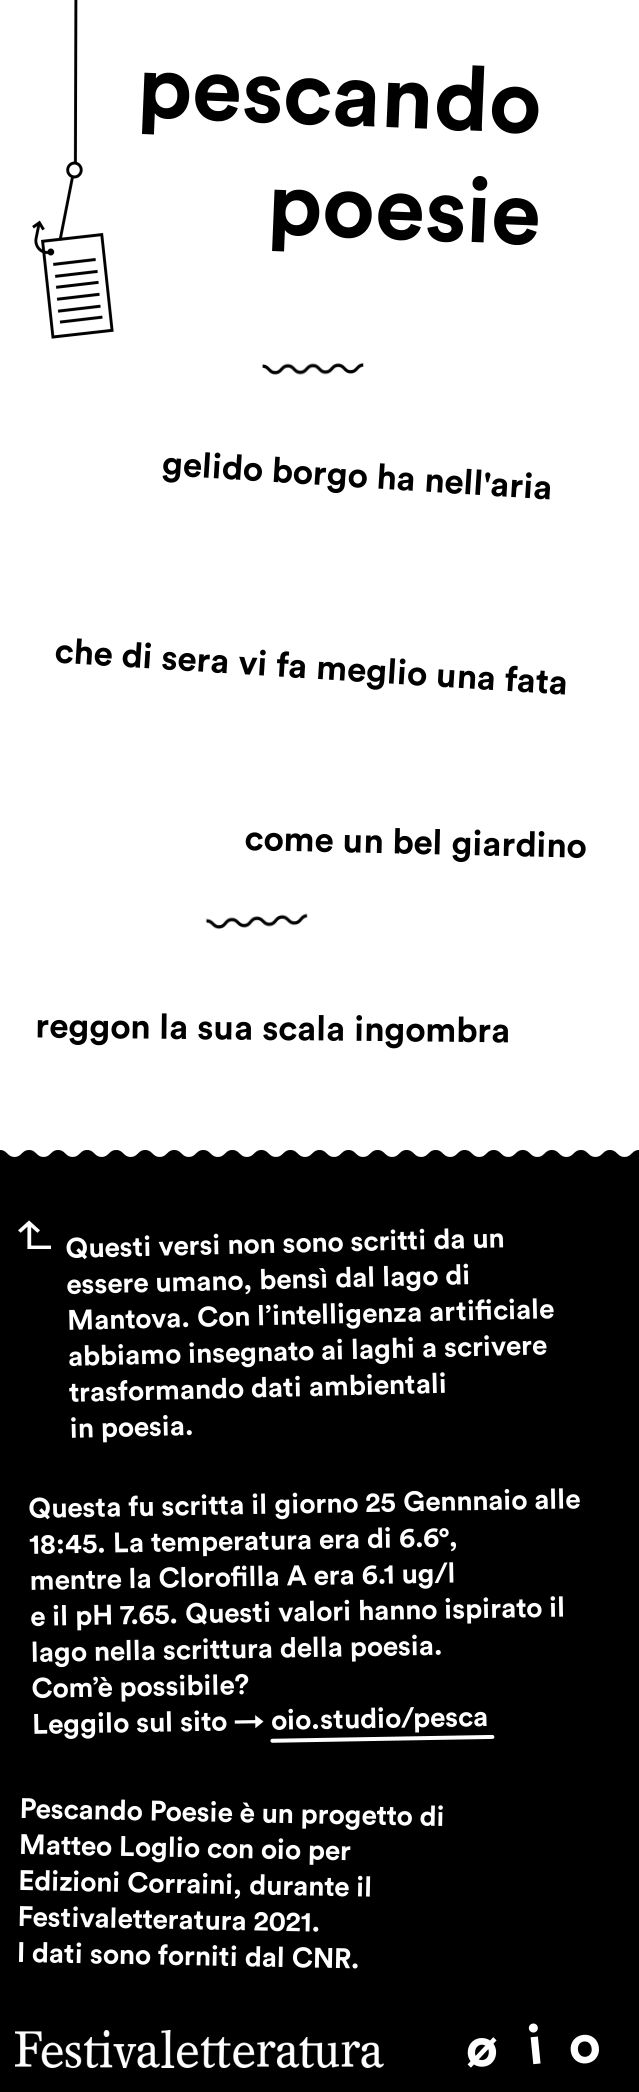 pescando
poesie
gelido borgo ha nell'aria
che di sera vi fa meglio una fata
come un bel giardino
reggon la sua scala ingombra
Questi versi non sono scritti da un
essere umano, bensì dal lago di
Mantova. Con l'intelligenza artificiale
abbiamo insegnato ai laghi a scrivere
trasformando dati ambientali
in poesia.
Questa fu scritta il giorno 25 Gennnaio alle
18:45. La temperatura era di 6.6°,
mentre la Clorofilla A era 6.1 ug/l
e il pH 7.65. Questi valori hanno ispirato il
lago nella scrittura della poesia.
Com'è possibile?
Leggilo sul sito → oio.studio/pesca
Pescando Poesie è un progetto di
Matteo Loglio con oio per
Edizioni Corraini, durante il
Festivaletteratura 2021.
I dati sono forniti dal CNR.
Festivaletteratura ø i o